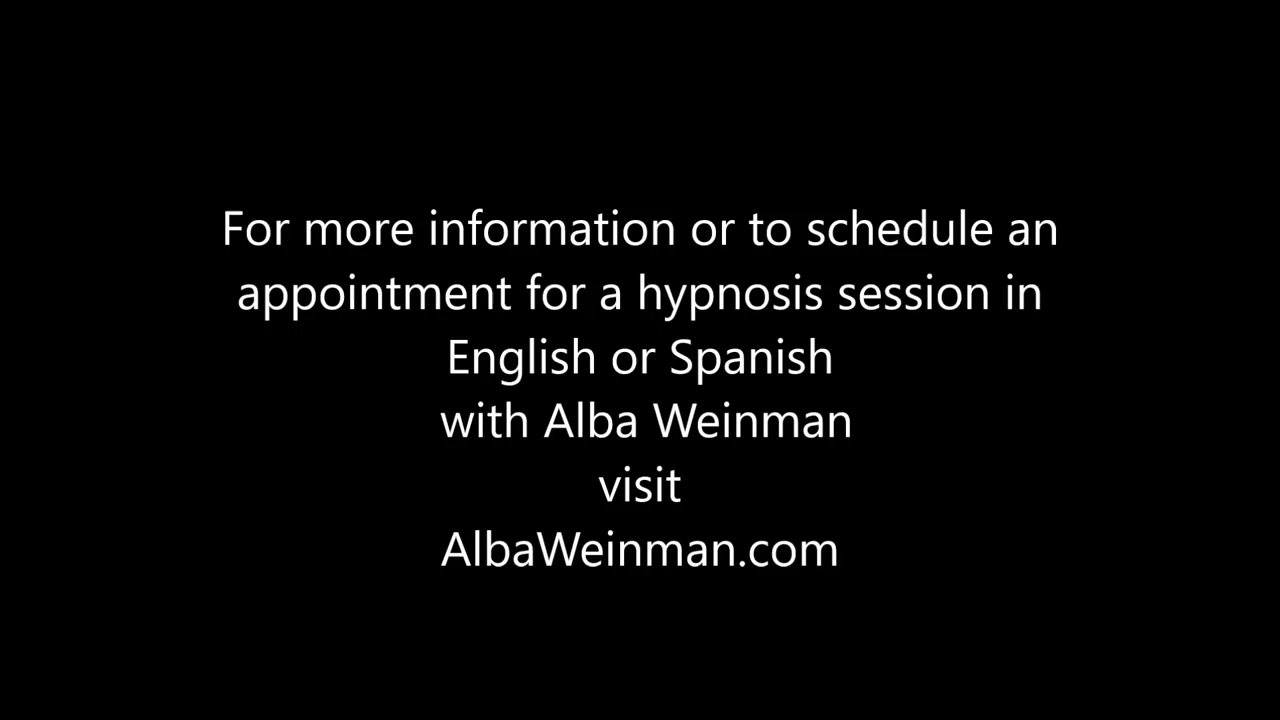 For more information or to schedule an
appointment for a hypnosis session in
English or Spanish
with Alba Weinman
visit
AlbaWeinman.com